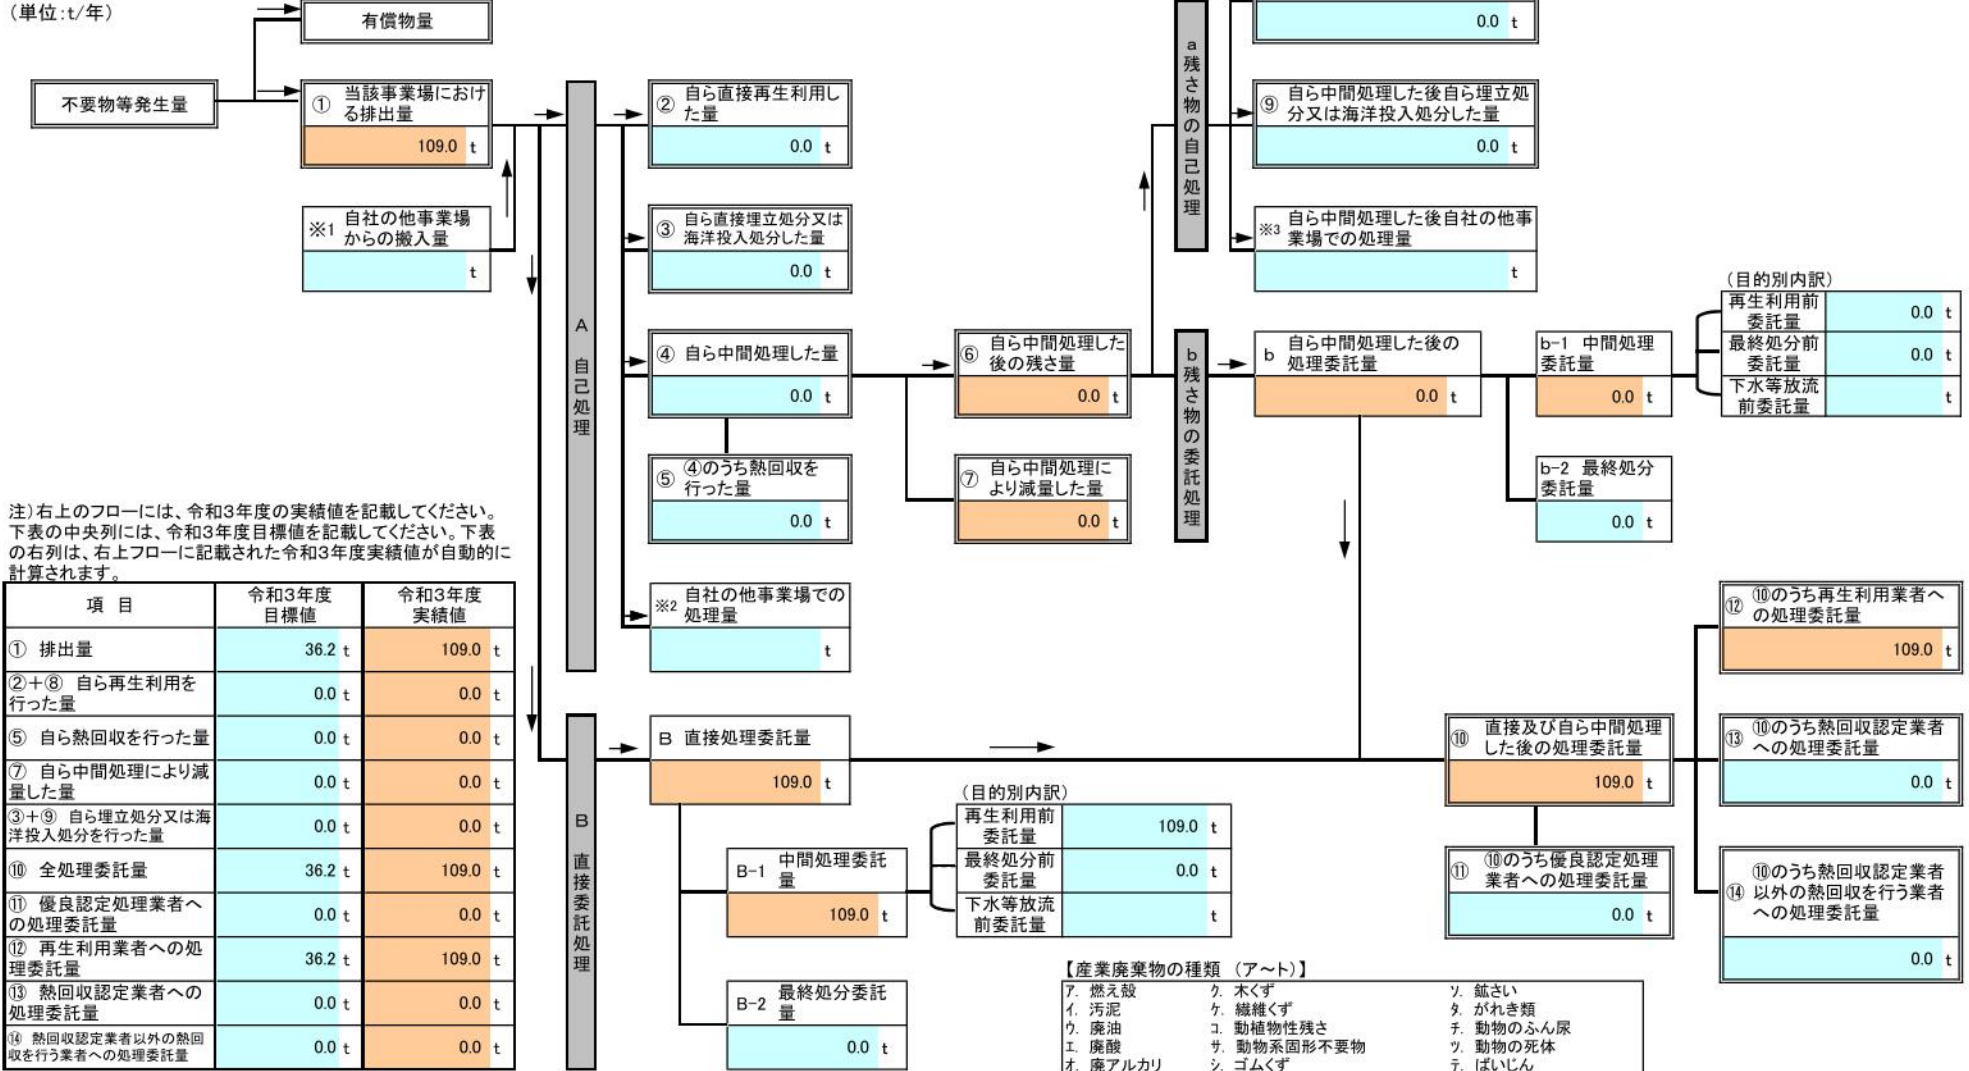 (単位:t/年)
有償物量
不要物等発生量
① 当該事業場におけ
る排出量
109.0 t
※1 自社の他事業場
からの搬入量
t
A 自己処理
② 自ら直接再生利用し
た量
0.0 t
③ 自ら直接埋立処分又は
海洋投入処分した量
0.0 t
④ 自ら中間処理した量
0.0 t
⑤ ④のうち熱回収を
行った量
0.0 t
※2 自社の他事業場での
処理量
t
⑥ 自ら中間処理した
後の残さ量
0.0 t
⑦ 自ら中間処理に
より減量した量
0.0 t
a 残さ物の自己処理
0.0 t
⑨ 自ら中間処理した後自ら埋立処
分又は海洋投入処分した量
0.0 t
※3 自ら中間処理した後自社の他事
業場での処理量
t
b 残さ物の委託処理
b 自ら中間処理した後の
処理委託量
0.0 t
b-1 中間処理
委託量
0.0 t
(目的別内訳)
再生利用前
委託量
0.0 t
最終処分前
委託量
0.0 t
下水等放流
前委託量
t
b-2 最終処分
委託量
0.0 t
注)右上のフローには、令和3年度の実績値を記載してください。
下表の中央列には、令和3年度目標値を記載してください。下表
の右列は、右上フローに記載された令和3年度実績値が自動的に
計算されます。
項 目 令和3年度 目標値 令和3年度 実績値
① 排出量 36.2 t 109.0 t
②+⑧ 自ら再生利用を
行った量 0.0 t 0.0 t
⑤ 自ら熱回収を行った量 0.0 t 0.0 t
⑦ 自ら中間処理により減
量した量 0.0 t 0.0 t
③+⑨ 自ら埋立処分又は海
洋投入処分を行った量 0.0 t 0.0 t
⑩ 全処理委託量 36.2 t 109.0 t
⑪ 優良認定処理業者へ
の処理委託量 0.0 t 0.0 t
⑫ 再生利用業者への処
理委託量 36.2 t 109.0 t
⑬ 熱回収認定業者への
処理委託量 0.0 t 0.0 t
⑭ 熱回収認定業者以外の熱回
収を行う業者への処理委託量 0.0 t 0.0 t
B 直接委託処理
B 直接処理委託量
109.0 t
B-1 中間処理委託
量
109.0 t
(目的別内訳)
再生利用前
委託量
109.0 t
最終処分前
委託量
0.0 t
下水等放流
前委託量
t
B-2 最終処分委託
量
0.0 t
⑩ 直接及び自ら中間処理
した後の処理委託量
109.0 t
⑪ ⑩のうち優良認定処理
業者への処理委託量
0.0 t
⑫ ⑩のうち再生利用業者へ
の処理委託量
109.0 t
⑬ ⑩のうち熱回収認定業者
への処理委託量
0.0 t
⑭ ⑩のうち熱回収認定業者
以外の熱回収を行う業者
への処理委託量
0.0 t
【産業廃棄物の種類 (ア~ト)】
ア. 燃え殻 ク. 木くず ソ. 鉱さい
イ. 汚泥 ケ. 繊維くず タ. がれき類
ウ. 廃油 コ. 動植物性残さ チ. 動物のふん尿
エ. 廃酸 サ. 動物系固形不要物 ツ. 動物の死体
オ. 廃アルカリ シ. ゴムくず テ. ばいじん